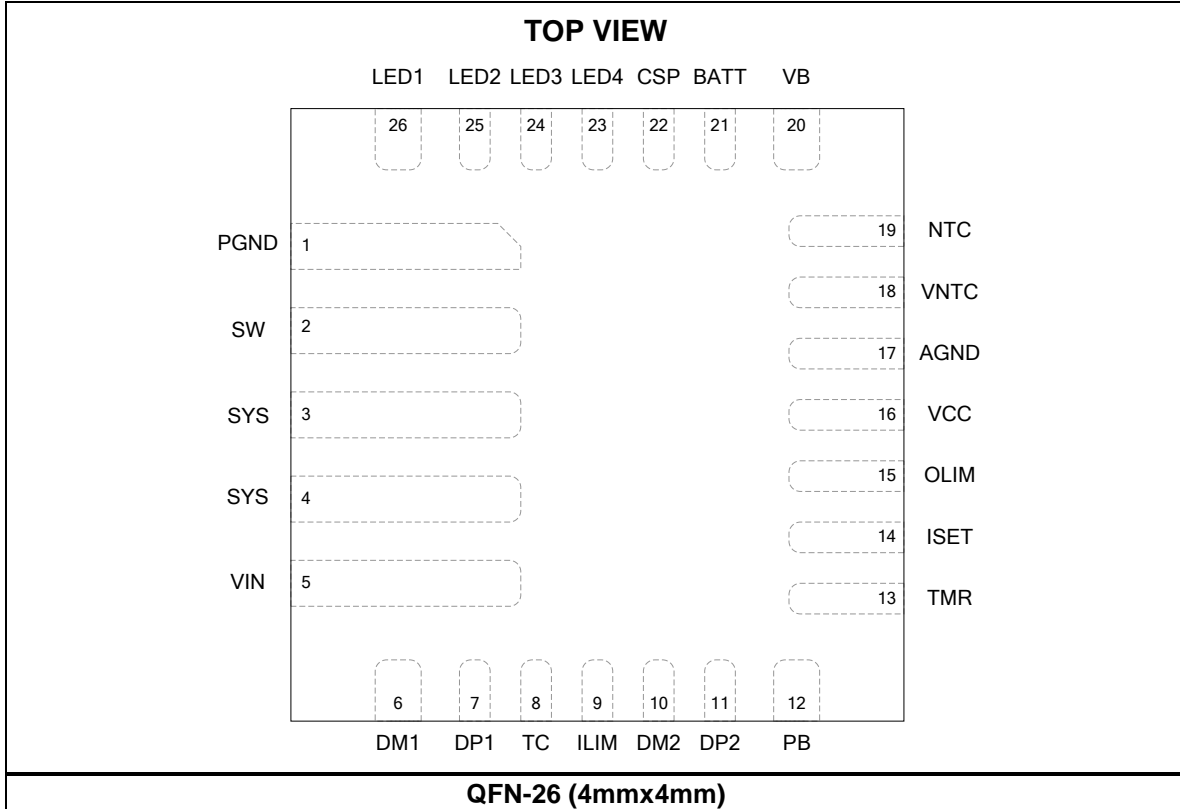 TOP VIEW
LED1 LED2 LED3 LED4 CSP BATT VB
26 25 24 23 22 21 20
PGND 1 19 NTC
18 VNTC
SW 2
17 AGND
SYS 3 16 VCC
15 OLIM
SYS 4
14 ISET
VIN 5 13 TMR
6 7 8 9 10 11 12
DM1 DP1 TC ILIM DM2 DP2 PB
QFN-26 (4mmx4mm)